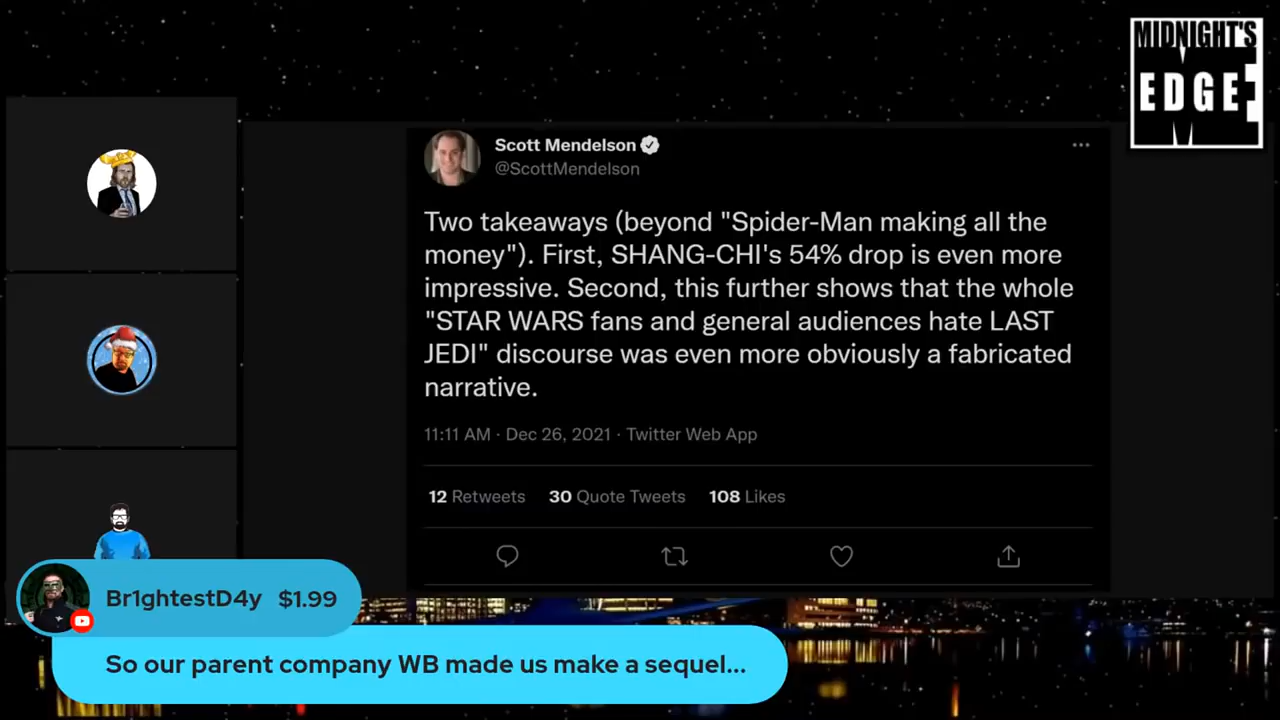 MIDNIGHT'S
EDGE
Scott Mendelson
@ScottMendelson
Two takeaways (beyond "Spider-Man making all the
money"). First, SHANG-CHI's 54% drop is even more
impressive. Second, this further shows that the whole
"STAR WARS fans and general audiences hate LAST
JEDI" discourse was even more obviously a fabricated
narrative.
11:11 AM · Dec 26, 2021 · Twitter Web App
12 Retweets 30 Quote Tweets 108 Likes
Br1ghtestD4y $1.99
So our parent company WB made us make a sequel...